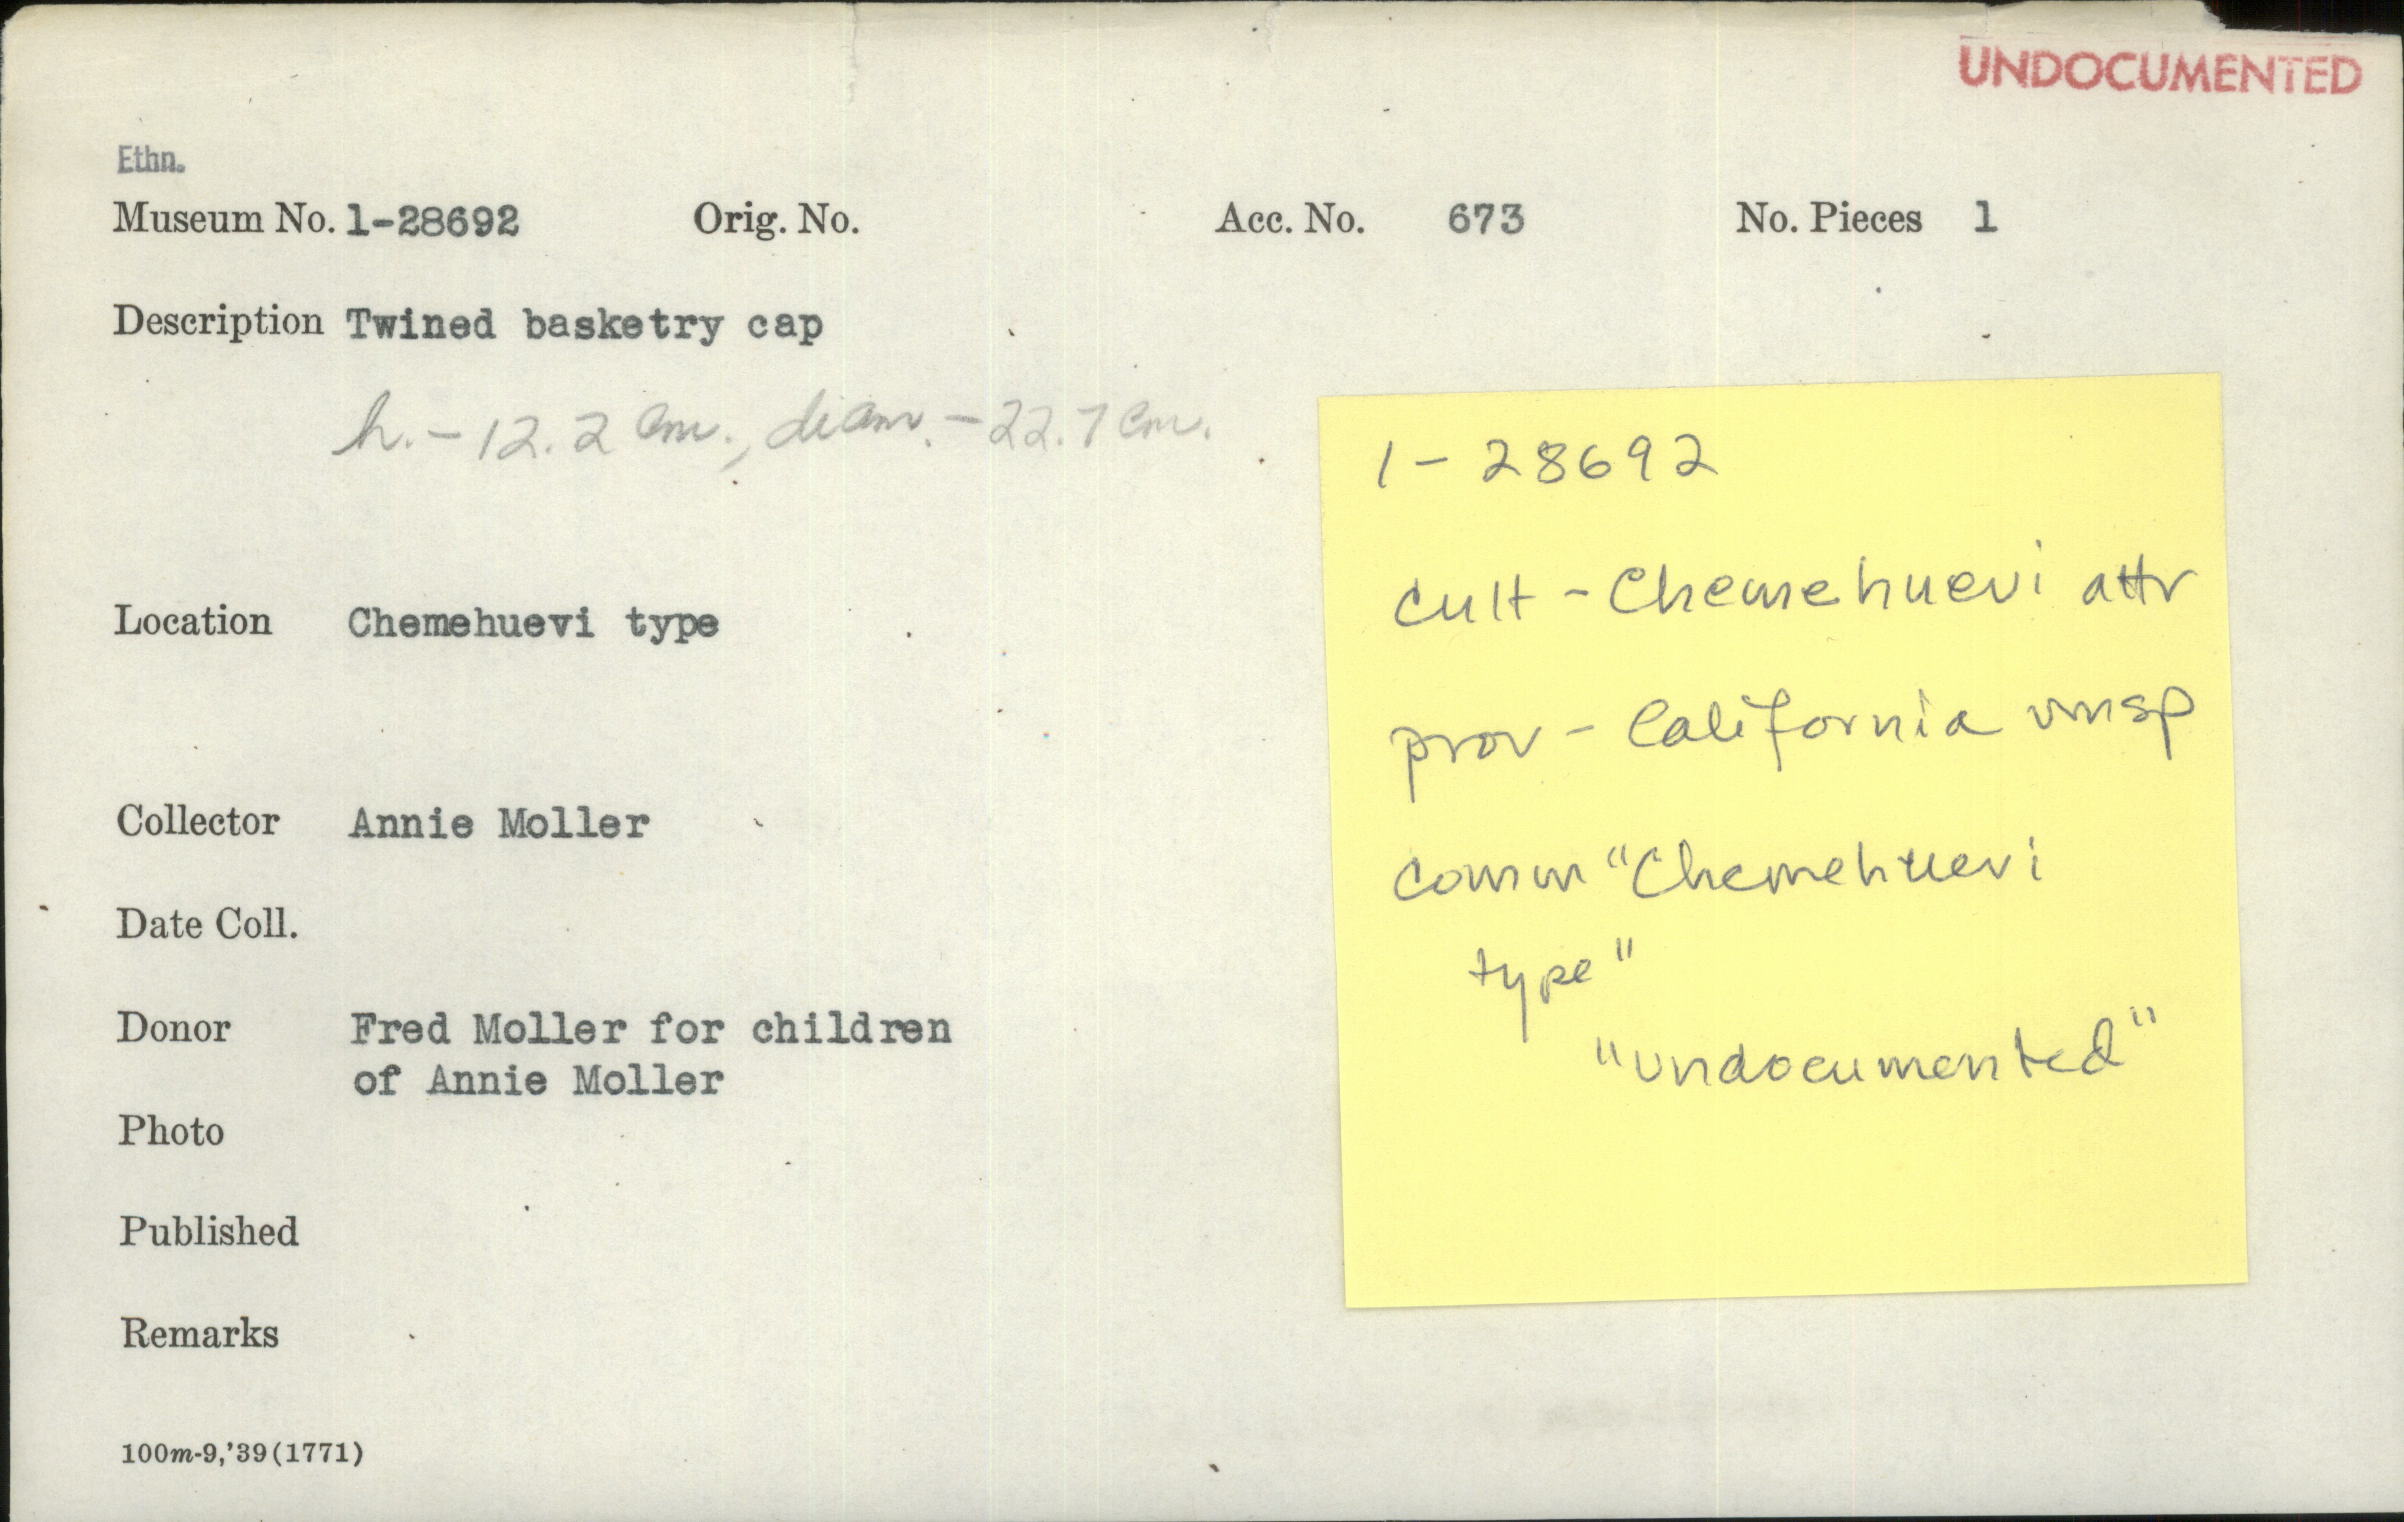 UNDOCUMENTED
Ethn.
Museum No. 1-28692 Orig. No. Acc. No. 673 No. Pieces 1
Description Twined basketry cap
h. - 12.2 cm., diam. - 22.7 cm.
Location Chemehuevi type
Collector Annie Moller
Date Coll.
Donor Fred Moller for children
of Annie Moller
Photo
Published
Remarks
100m-9,'39(1771)
1-28692
cult - Chemehuevi attr
prov - California unsp
comm "Chemehuevi
type"
"undocumented"